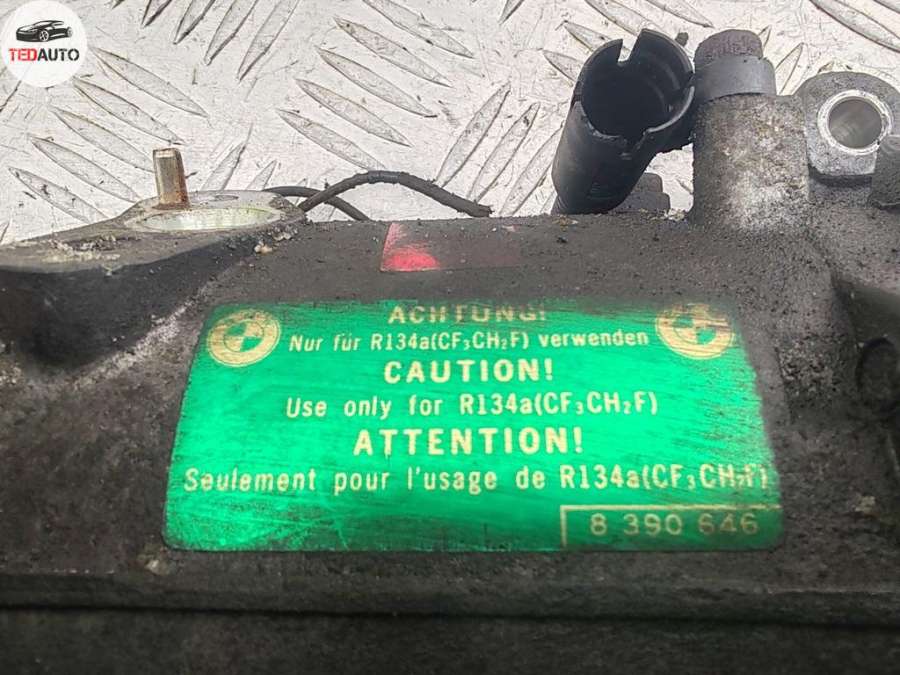 TEDAUTO
ACHTUNG!
Nur für R134a(CF₃CH₂F) verwenden
CAUTION!
Use only for R134a(CF₃CH₂F)
ATTENTION!
Seulement pour l'usage de R134a(CF₃CH₂F)
8 390 646